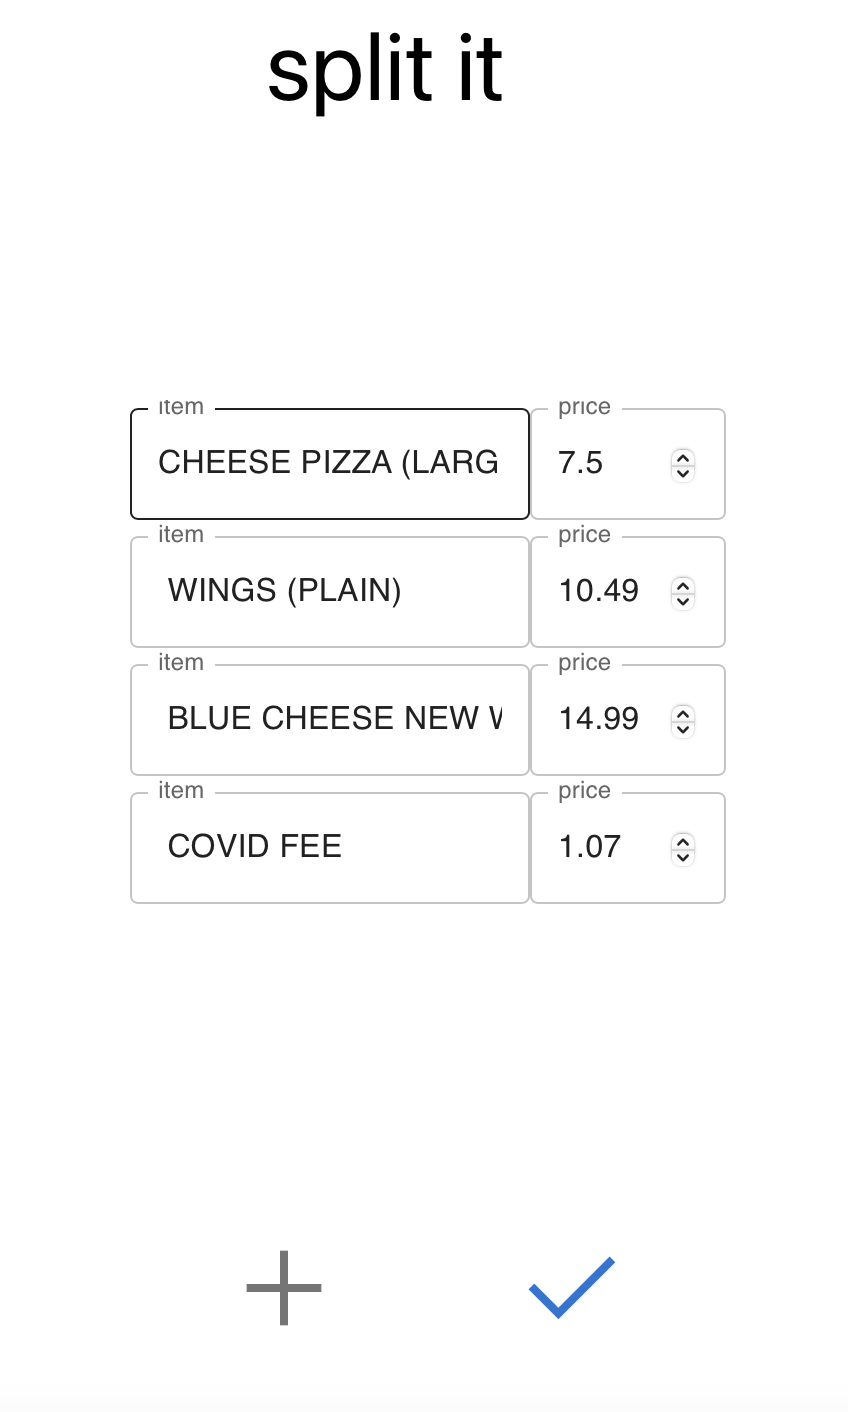 split it
item price
CHEESE PIZZA (LARG 7.5
item price
WINGS (PLAIN) 10.49
item price
BLUE CHEESE NEW 14.99
item price
COVID FEE 1.07